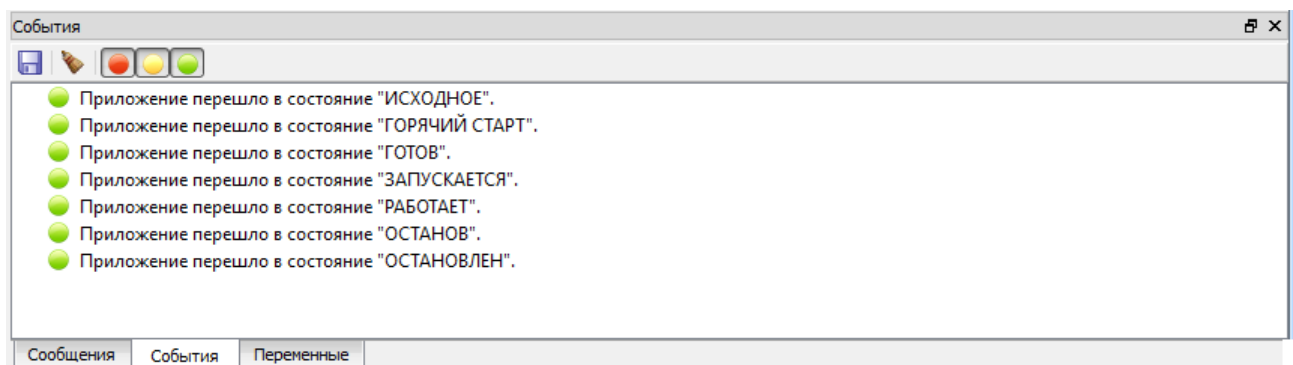 События
Приложение перешло в состояние "ИСХОДНОЕ".
Приложение перешло в состояние "ГОРЯЧИЙ СТАРТ".
Приложение перешло в состояние "ГОТОВ".
Приложение перешло в состояние "ЗАПУСКАЕТСЯ".
Приложение перешло в состояние "РАБОТАЕТ".
Приложение перешло в состояние "ОСТАНОВ".
Приложение перешло в состояние "ОСТАНОВЛЕН".
Сообщения События Переменные